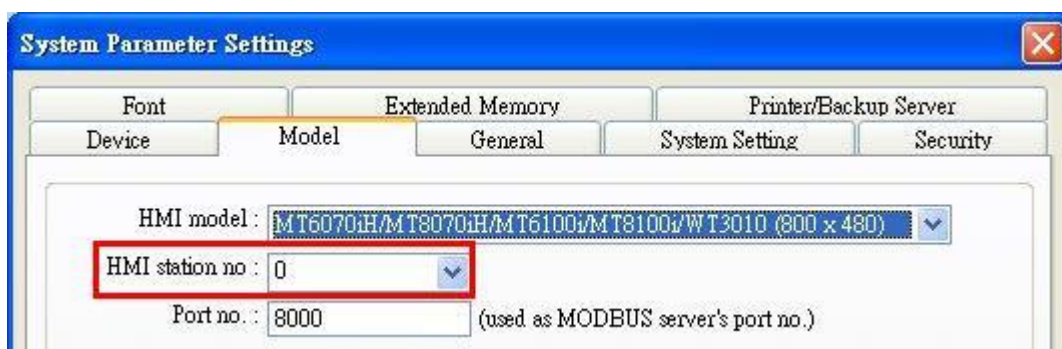 System Parameter Settings
Font Extended Memory Printer/Backup Server
Device Model General System Setting Security
HMI model : MT6070iH/MT8070iH/MT6100i/MT8100i/WT3010 (800 x 480)
HMI station no : 0
Port no. : 8000 (used as MODBUS server's port no.)